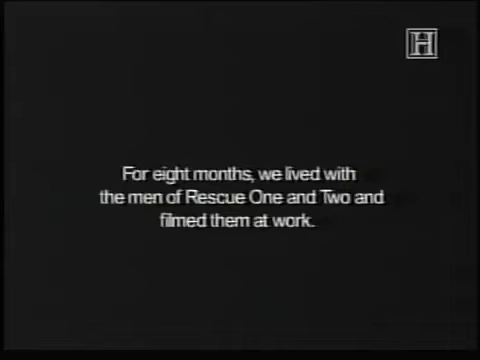 H
For eight months, we lived with
the men of Rescue One and Two and
filmed them at work.